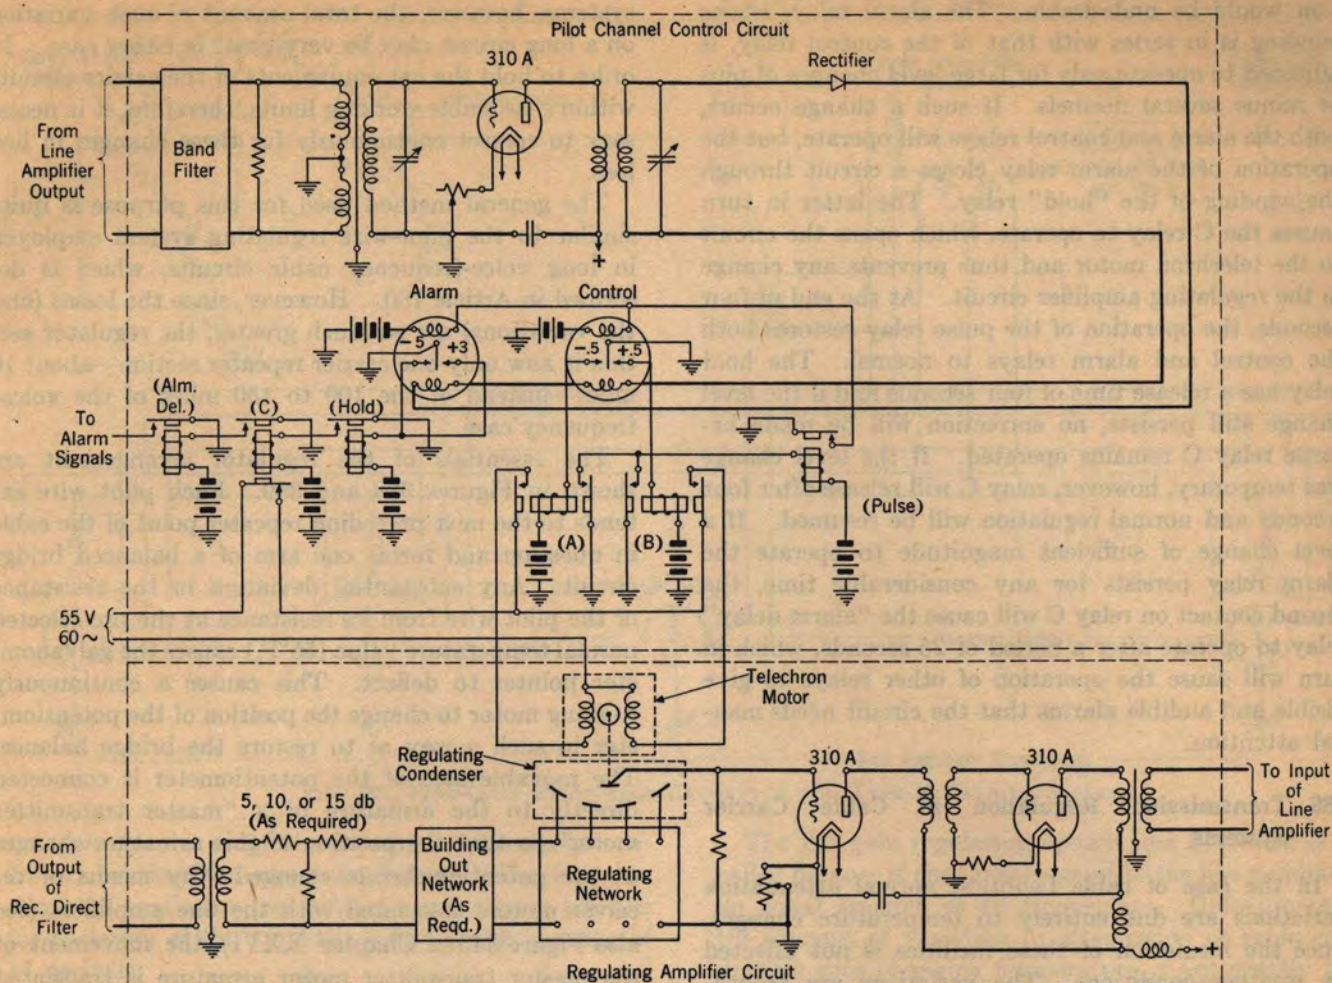 Pilot Channel Control Circuit
310 A
Rectifier
From
Line
Amplifier
Output
Band
Filter
+
Alarm
Control
-.5
+3
-.5
+.5
(Alm.
Del.)
(C)
(Hold)
To
Alarm
Signals
(Pulse)
(A)
(B)
55 V
60 ~
Telechron
Motor
Regulating
Condenser
310 A
310 A
To Input
of
Line
Amplifier
5, 10, or 15 db
(As Required)
From
Output
of
Rec. Direct.
Filter
Building
Out
Network
(As
Reqd.)
Regulating
Network
+
Regulating Amplifier Circuit